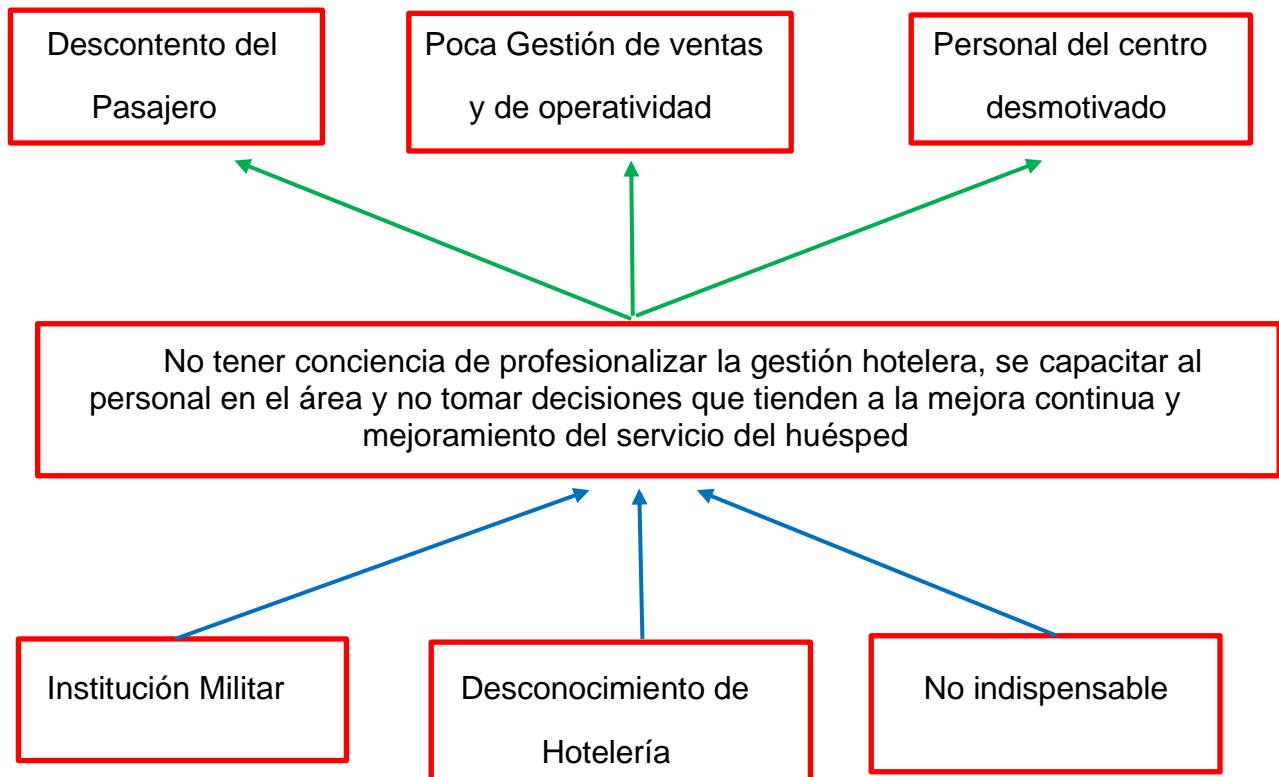 Descontento del
Pasajero
Poca Gestión de ventas
y de operatividad
Personal del centro
desmotivado
No tener conciencia de profesionalizar la gestión hotelera, se capacitar al
personal en el área y no tomar decisiones que tienden a la mejora continua y
mejoramiento del servicio del huésped
Institución Militar
Desconocimiento de
Hotelería
No indispensable